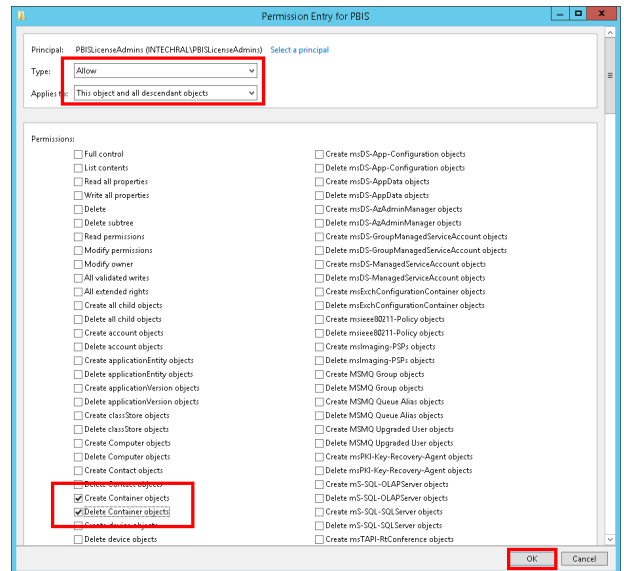 Permission Entry for PBIS
Principal: PBISLicenseAdmins (INTECHRAL\PBISLicenseAdmins) Select a principal
Type: Allow
Applies to: This object and all descendant objects
Permissions:
Full control
List contents
Read all properties
Write all properties
Delete
Delete subtree
Read permissions
Modify permissions
Modify owner
All validated writes
All extended rights
Create all child objects
Delete all child objects
Create account objects
Delete account objects
Create applicationEntity objects
Delete applicationEntity objects
Create applicationVersion objects
Delete applicationVersion objects
Create classStore objects
Delete classStore objects
Create Computer objects
Delete Computer objects
Create Contact objects
Delete Contact objects
Create Container objects
Delete Container objects
Create device objects
Delete device objects
Create msDS-App-Configuration objects
Delete msDS-App-Configuration objects
Create msDS-AppData objects
Delete msDS-AppData objects
Create msDS-AzAdminManager objects
Delete msDS-AzAdminManager objects
Create msDS-GroupManagedServiceAccount objects
Delete msDS-GroupManagedServiceAccount objects
Create msDS-ManagedServiceAccount objects
Delete msDS-ManagedServiceAccount objects
Create msExchConfigurationContainer objects
Delete msExchConfigurationContainer objects
Create msieee80211-Policy objects
Delete msieee80211-Policy objects
Create msImaging-PSPs objects
Delete msImaging-PSPs objects
Create MSMQ Group objects
Delete MSMQ Group objects
Create MSMQ Queue Alias objects
Delete MSMQ Queue Alias objects
Create MSMQ Upgraded User objects
Delete MSMQ Upgraded User objects
Create msPKI-Key-Recovery-Agent objects
Delete msPKI-Key-Recovery-Agent objects
Create mS-SQL-OLAPServer objects
Delete mS-SQL-OLAPServer objects
Create mS-SQL-SQLServer objects
Delete mS-SQL-SQLServer objects
Create msTAPI-RtConference objects
OK Cancel